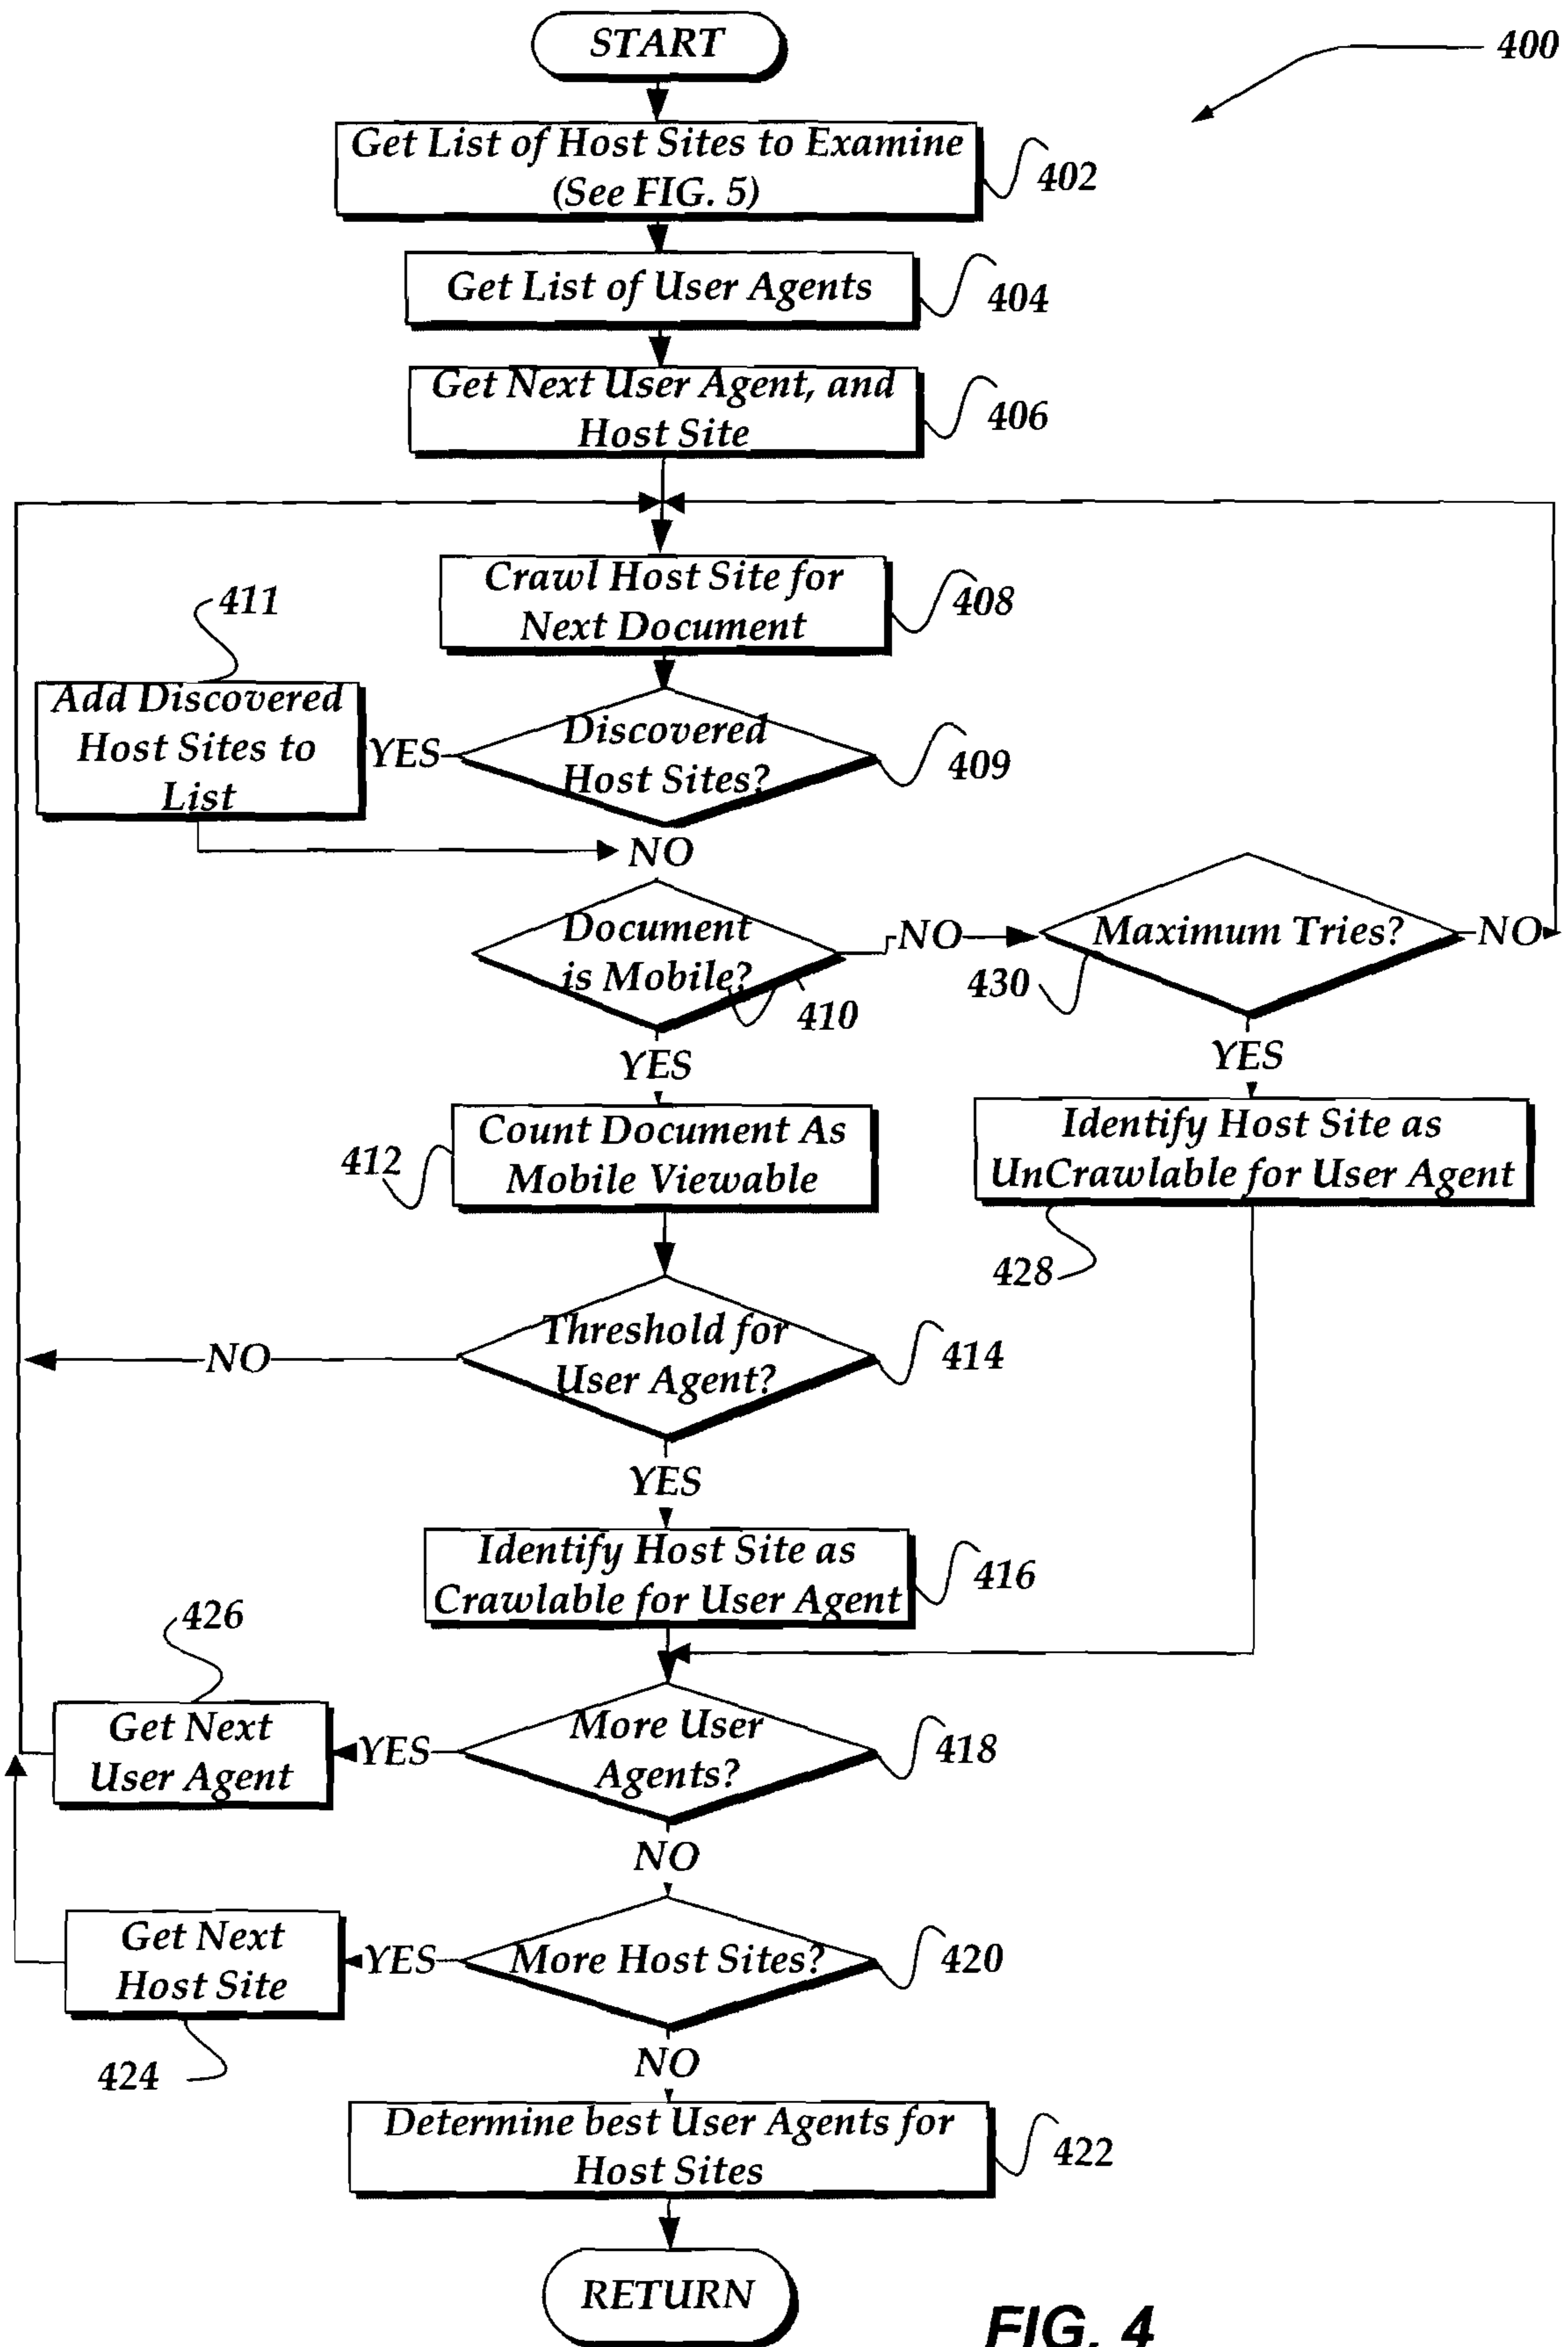 START
400
Get List of Host Sites to Examine
(See FIG. 5)
402
Get List of User Agents
404
Get Next User Agent, and
Host Site
406
Crawl Host Site for
Next Document
408
411
Add Discovered
Host Sites to
List
YES
Discovered
Host Sites?
409
NO
Document
is Mobile?
410
NO
Maximum Tries?
430
NO
YES
YES
Count Document As
Mobile Viewable
412
Identify Host Site as
UnCrawlable for User Agent
428
Threshold for
User Agent?
414
NO
YES
Identify Host Site as
Crawlable for User Agent
416
426
Get Next
User Agent
YES
More User
Agents?
418
NO
Get Next
Host Site
424
YES
More Host Sites?
420
NO
Determine best User Agents for
Host Sites
422
RETURN
FIG. 4